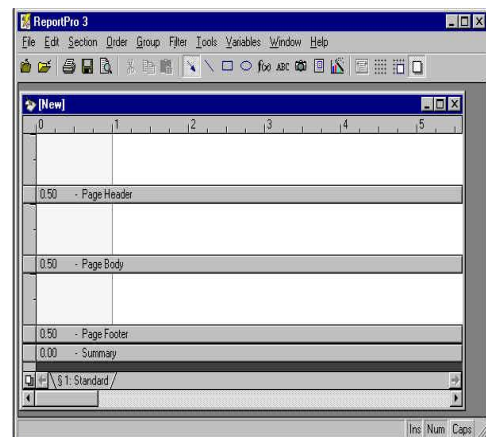 ReportPro 3
File Edit Section Order Group Filter Tools Variables Window Help
f(x) ABC
[New]
0 1 2 3 4 5
0.50 - Page Header
0.50 - Page Body
0.50 - Page Footer
0.00 - Summary
§ 1: Standard
Ins Num Caps